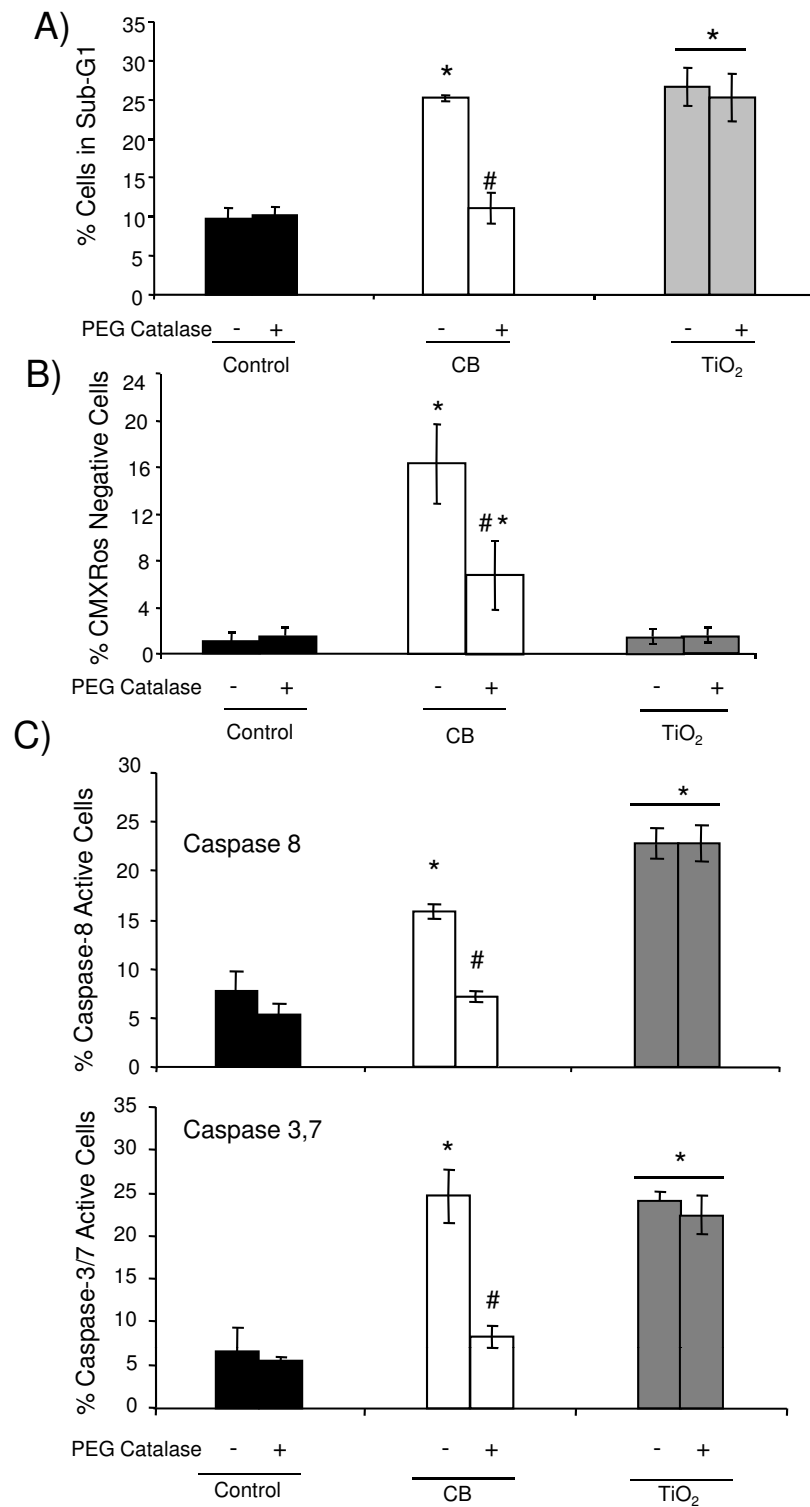 A)
% Cells in Sub-G1
35
30
25
20
15
10
5
0
*
#
*
PEG Catalase - + - + - +
Control CB TiO₂
B)
% CMXRos Negative Cells
24
20
16
12
8
4
0
*
# *
PEG Catalase - + - + - +
Control CB TiO₂
C)
% Caspase-8 Active Cells
30
25
20
15
10
5
0
Caspase 8
*
#
*
% Caspase-3/7 Active Cells
35
30
25
20
15
10
5
0
Caspase 3,7
*
#
*
PEG Catalase - + - + - +
Control CB TiO₂